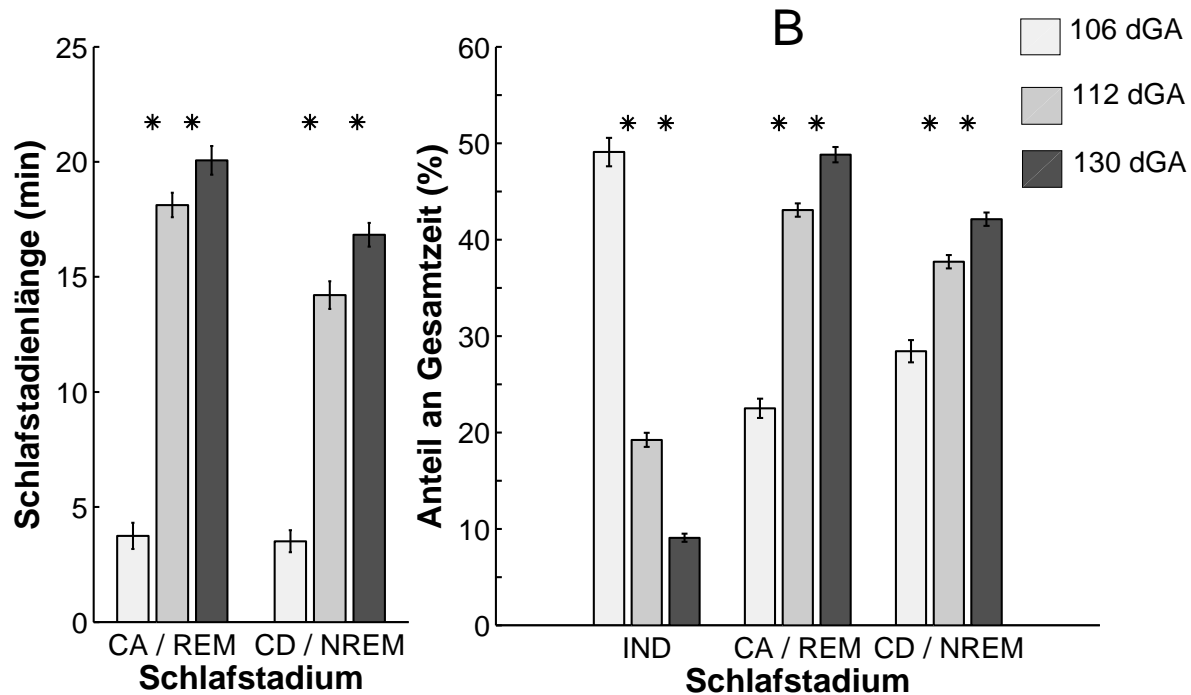 B
106 dGA
112 dGA
130 dGA
Schlafstadienlänge (min)
25
20
15
10
5
0
* * * *
CA / REM CD / NREM
Schlafstadium
Anteil an Gesamtzeit (%)
60
50
40
30
20
10
0
* * * * * *
IND CA / REM CD / NREM
Schlafstadium